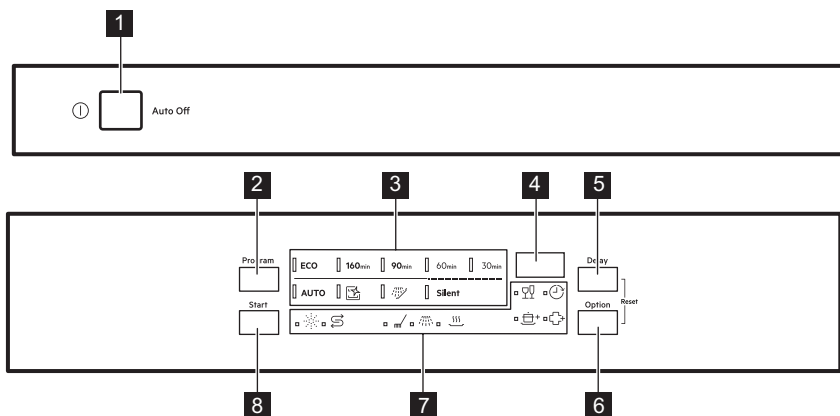 1
Auto Off
2 3 4 5
Program ECO 160min 90min 60min 30min Delay
AUTO Silent
Start Option
Reset
8 7 6